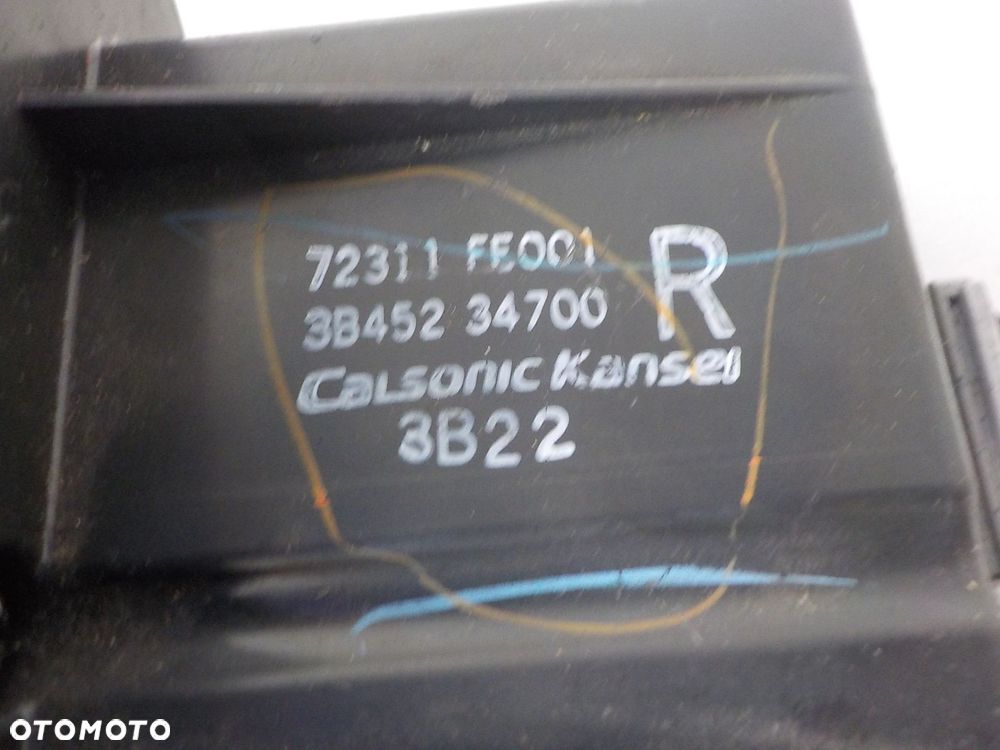 72311 FE001
R
3B452 34700
CALSONIC Kansei
3B22
OTOMOTO